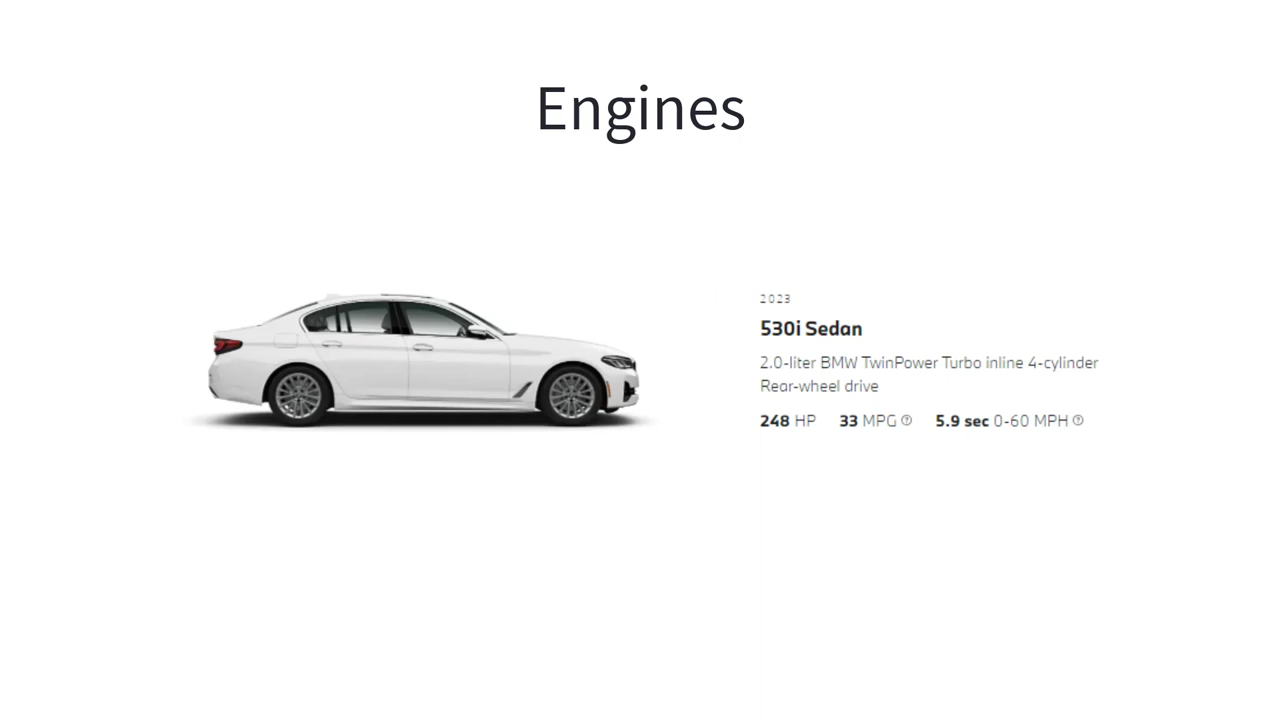 Engines
2023
530i Sedan
2.0-liter BMW TwinPower Turbo inline 4-cylinder
Rear-wheel drive
248 HP 33 MPG 5.9 sec 0-60 MPH